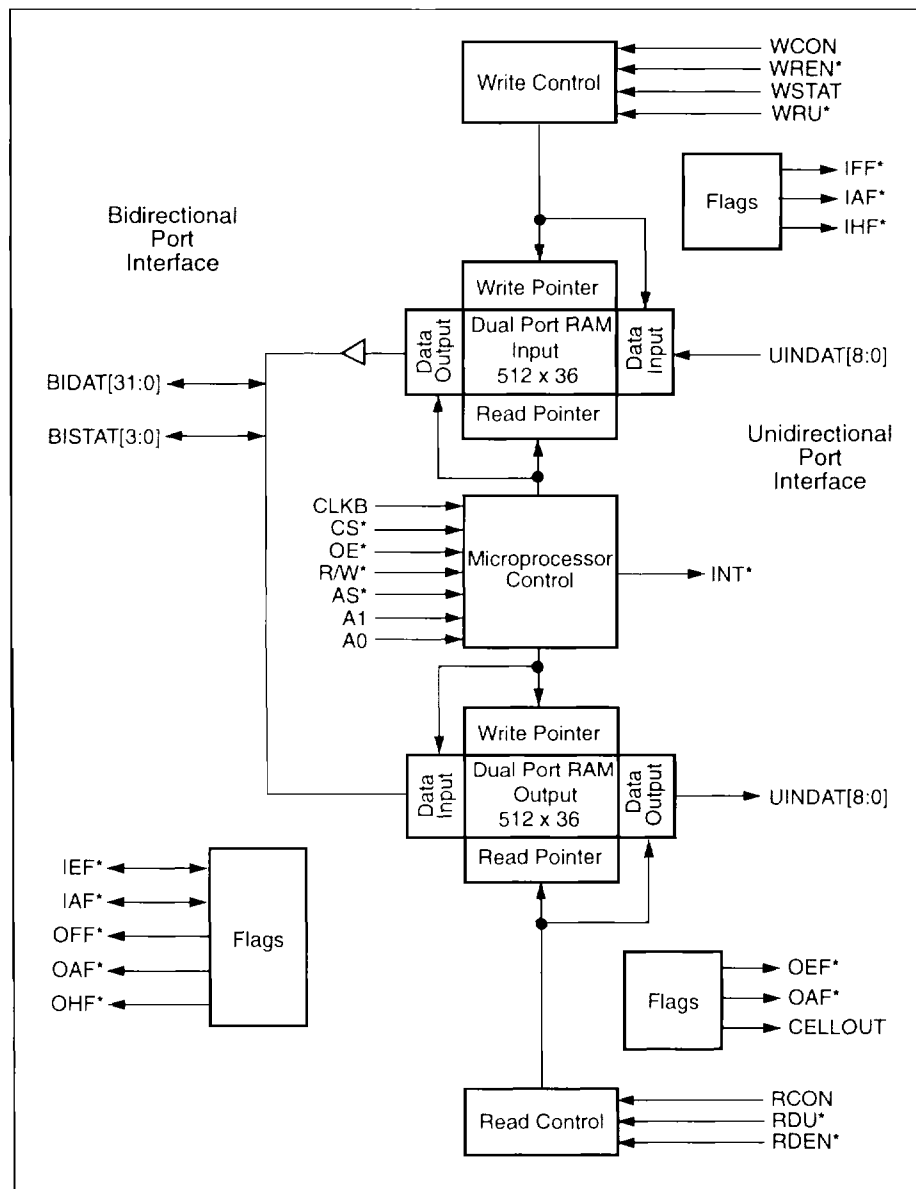 WCON
WREN*
WSTAT
WRU*
Write Control
IFF*
IAF*
IHF*
Flags
Bidirectional
Port
Interface
Write Pointer
Data
Output
Dual Port RAM
Input
512 x 36
Data
Input
UINDAT[8:0]
Read Pointer
BIDAT[31:0]
BISTAT[3:0]
Unidirectional
Port
Interface
CLKB
CS*
OE*
R/W*
AS*
A1
A0
Microprocessor
Control
INT*
Write Pointer
Data
Input
Dual Port RAM
Output
512 x 36
Data
Output
UINDAT[8:0]
Read Pointer
IEF*
IAF*
OFF*
OAF*
OHF*
Flags
Flags
OEF*
OAF*
CELLOUT
Read Control
RCON
RDU*
RDEN*